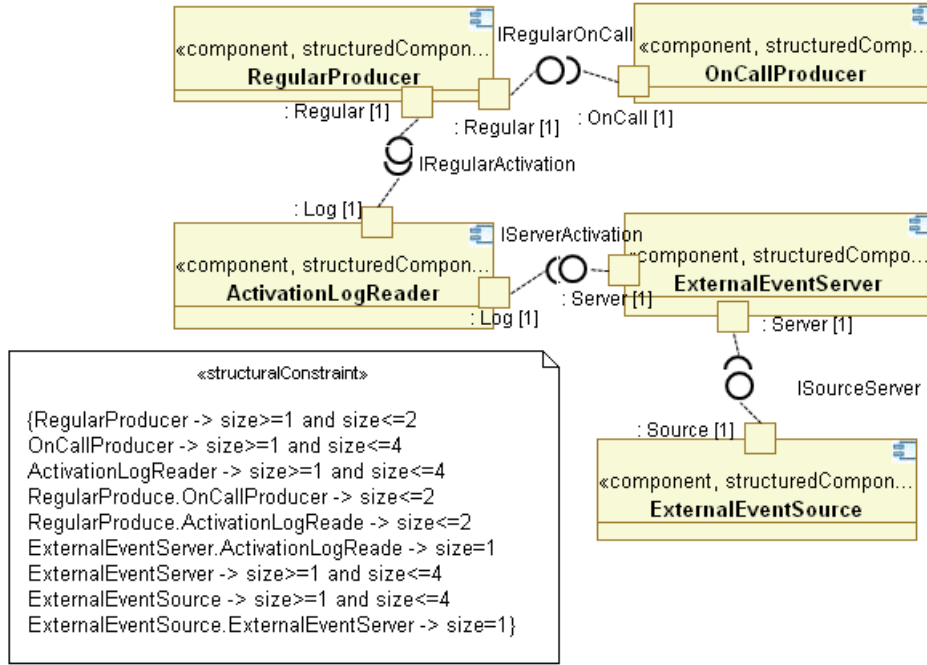 «component, structuredCompon...
RegularProducer
IRegularOnCall
«component, structuredComp...
OnCallProducer
: Regular [1]
: Regular [1]
: OnCall [1]
IRegularActivation
: Log [1]
«component, structuredCompon...
ActivationLogReader
IServerActivation
«component, structuredCompon...
ExternalEventServer
: Log [1]
: Server [1]
: Server [1]
ISourceServer
: Source [1]
«component, structuredCompon...
ExternalEventSource
«structuralConstraint»
{RegularProducer -> size>=1 and size<=2
OnCallProducer -> size>=1 and size<=4
ActivationLogReader -> size>=1 and size<=4
RegularProduce.OnCallProducer -> size<=2
RegularProduce.ActivationLogReade -> size<=2
ExternalEventServer.ActivationLogReade -> size=1
ExternalEventServer -> size>=1 and size<=4
ExternalEventSource -> size>=1 and size<=4
ExternalEventSource.ExternalEventServer -> size=1}